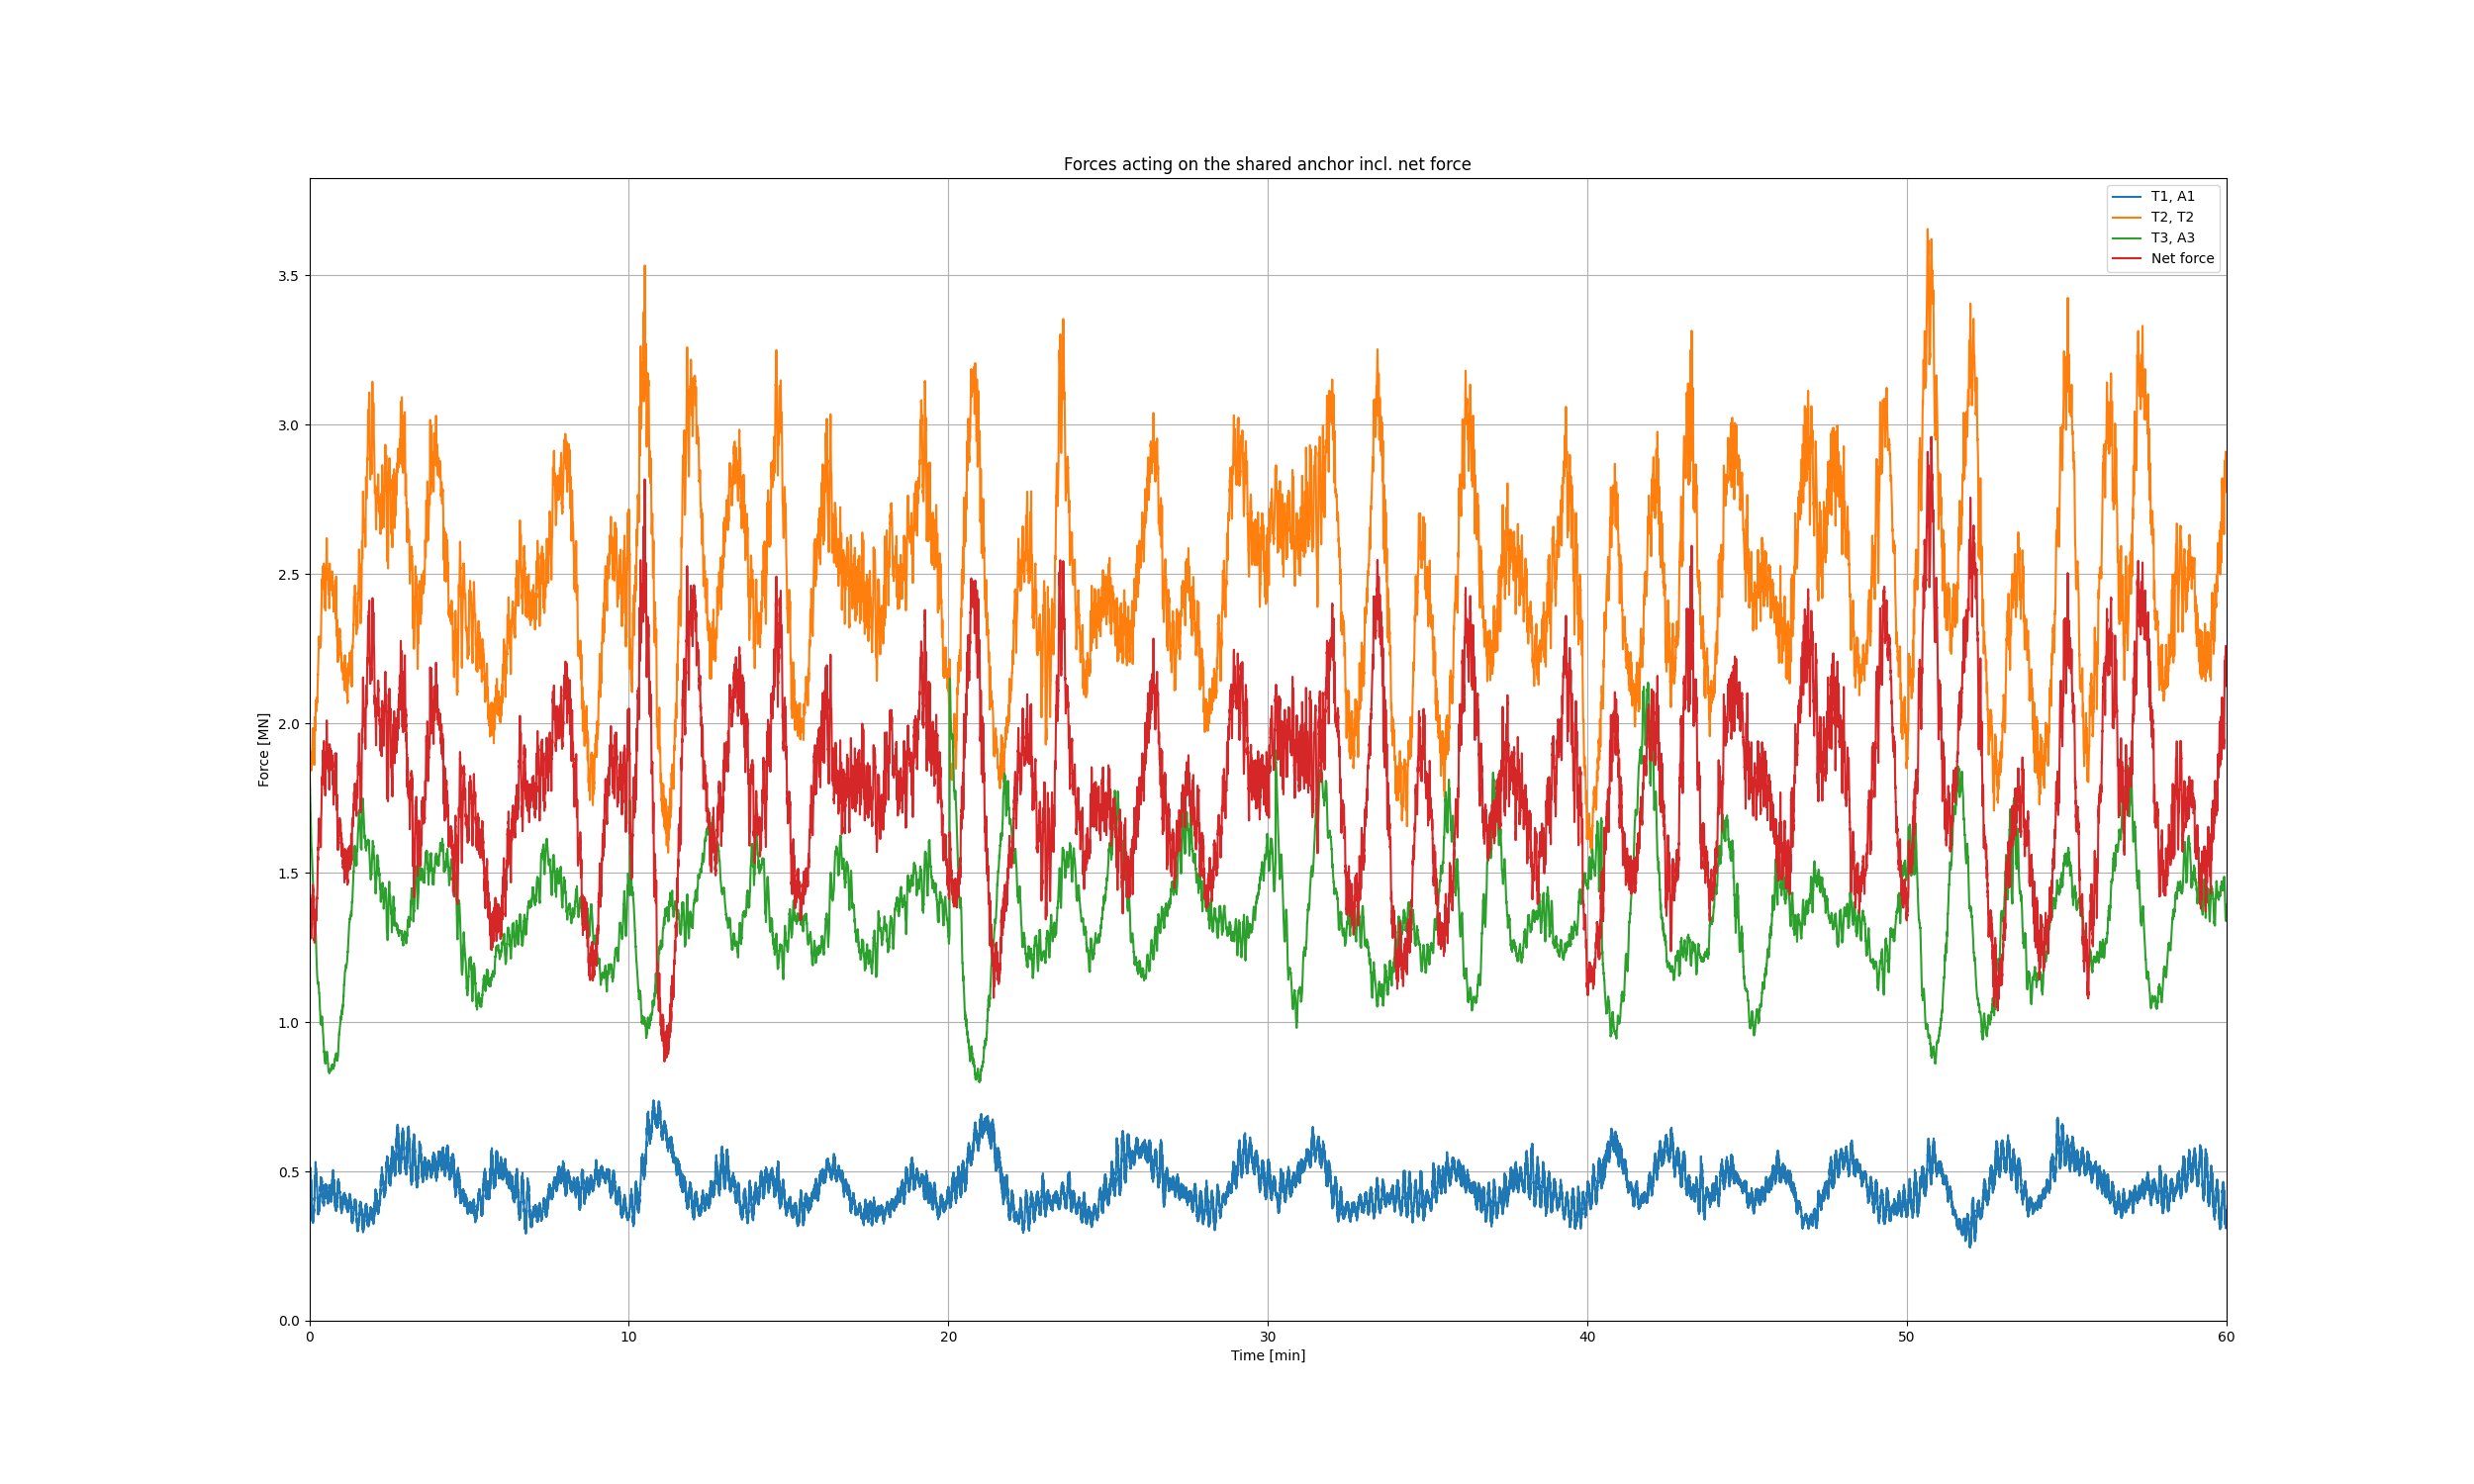 Forces acting on the shared anchor incl. net force
T1, A1
T2, T2
T3, A3
Net force
Force [MN]
3.5
3.0
2.5
2.0
1.5
1.0
0.5
0.0
0 10 20 30 40 50 60
Time [min]